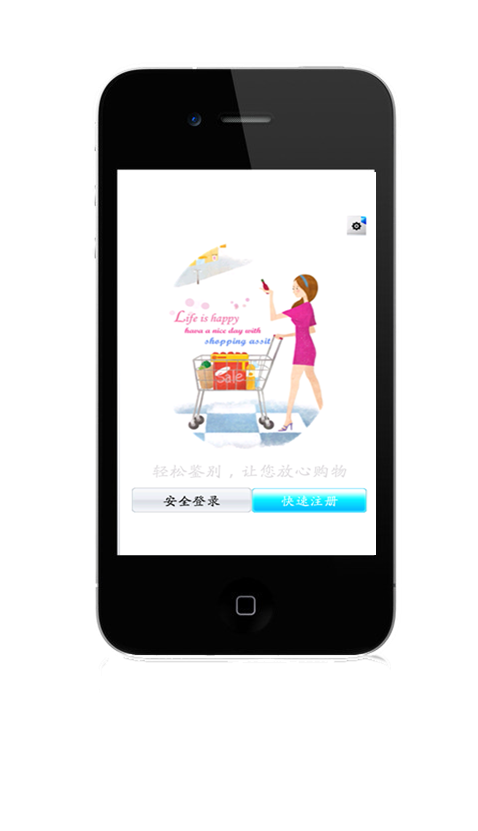 Life is happy
have a nice day with
shopping assit
Sale
轻松鉴别，让您放心购物
安全登录
快速注册